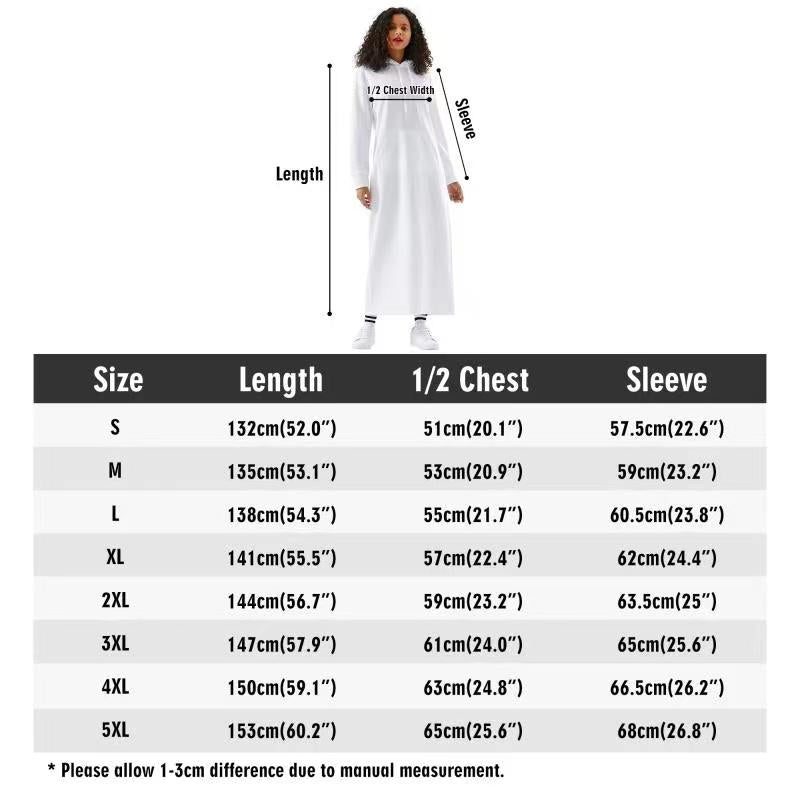 1/2 Chest Width
Sleeve
Length
Size Length 1/2 Chest Sleeve
S 132cm(52.0”) 51cm(20.1”) 57.5cm(22.6”)
M 135cm(53.1”) 53cm(20.9”) 59cm(23.2”)
L 138cm(54.3”) 55cm(21.7”) 60.5cm(23.8”)
XL 141cm(55.5”) 57cm(22.4”) 62cm(24.4”)
2XL 144cm(56.7”) 59cm(23.2”) 63.5cm(25”)
3XL 147cm(57.9”) 61cm(24.0”) 65cm(25.6”)
4XL 150cm(59.1”) 63cm(24.8”) 66.5cm(26.2”)
5XL 153cm(60.2”) 65cm(25.6”) 68cm(26.8”)
* Please allow 1-3cm difference due to manual measurement.